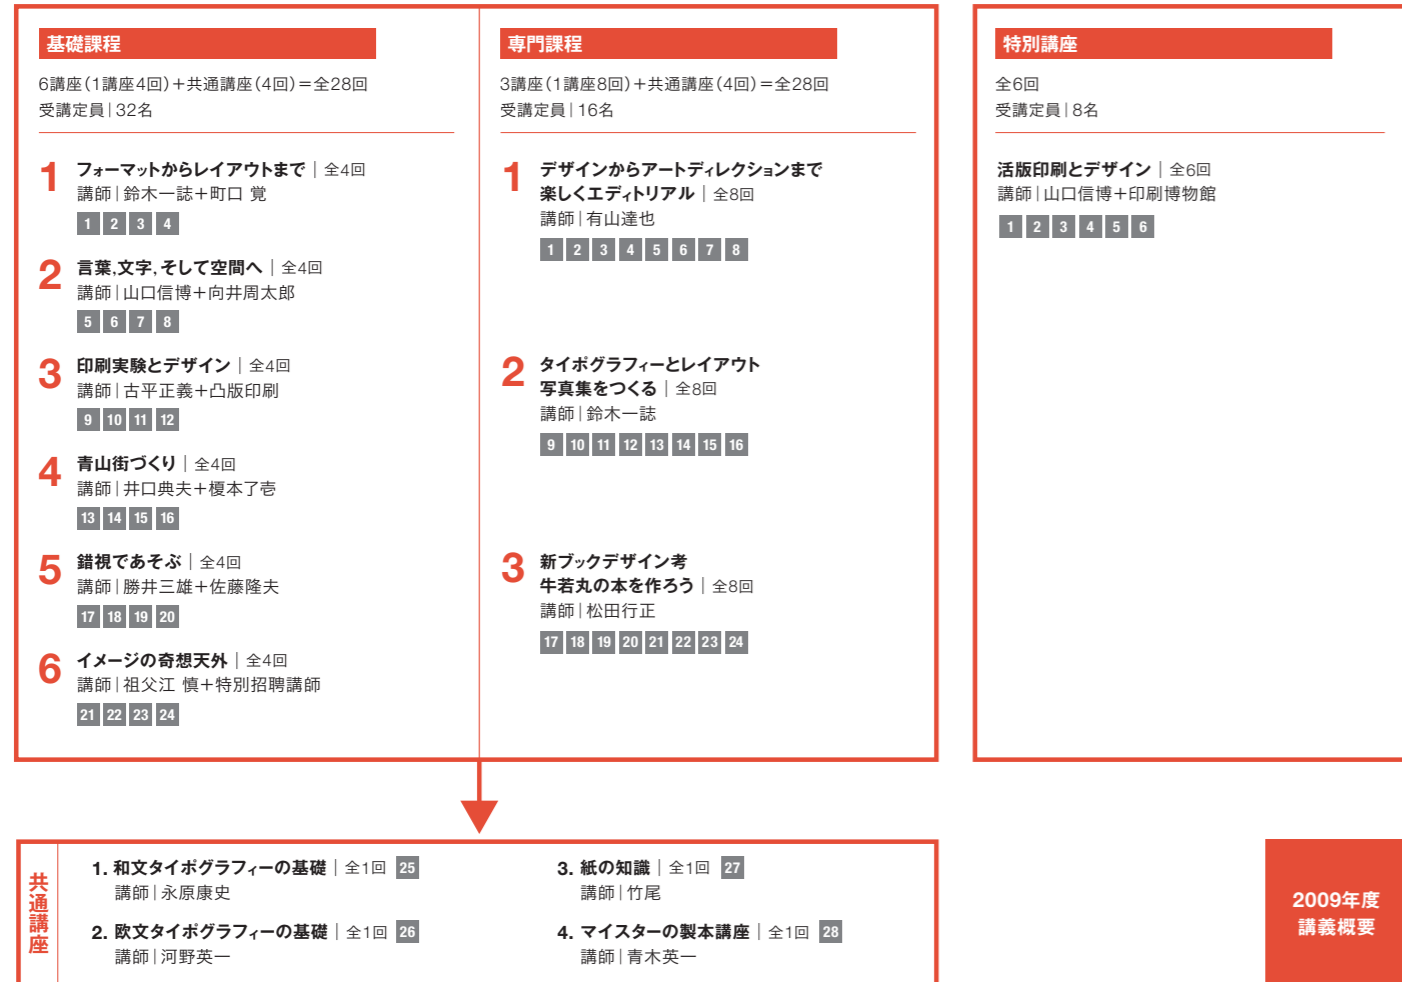 基礎課程
6講座(1講座4回)+共通講座(4回)=全28回
受講定員|32名
1 フォーマットからレイアウトまで|全4回
講師|鈴木一誌+町口 覚
1 2 3 4
2 言葉,文字,そして空間へ|全4回
講師|山口信博+向井周太郎
5 6 7 8
3 印刷実験とデザイン|全4回
講師|古平正義+凸版印刷
9 10 11 12
4 青山街づくり|全4回
講師|井口典夫+榎本了壱
13 14 15 16
5 錯視であそぶ|全4回
講師|勝井三雄+佐藤隆夫
17 18 19 20
6 イメージの奇想天外|全4回
講師|祖父江 慎+特別招聘講師
21 22 23 24
専門課程
3講座(1講座8回)+共通講座(4回)=全28回
受講定員|16名
1 デザインからアートディレクションまで
楽しくエディトリアル|全8回
講師|有山達也
1 2 3 4 5 6 7 8
2 タイポグラフィーとレイアウト
写真集をつくる|全8回
講師|鈴木一誌
9 10 11 12 13 14 15 16
3 新ブックデザイン考
牛若丸の本を作ろう|全8回
講師|松田行正
17 18 19 20 21 22 23 24
特別講座
全6回
受講定員|8名
活版印刷とデザイン|全6回
講師|山口信博+印刷博物館
1 2 3 4 5 6
共通講座
1. 和文タイポグラフィーの基礎|全1回 25
講師|永原康史
2. 欧文タイポグラフィーの基礎|全1回 26
講師|河野英一
3. 紙の知識|全1回 27
講師|竹尾
4. マイスターの製本講座|全1回 28
講師|青木英一
2009年度
講義概要